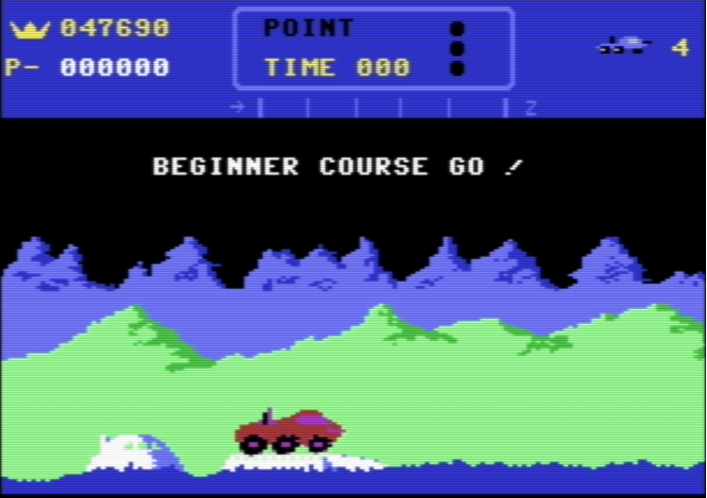 047690
P- 000000
POINT
TIME 000
4
→ Z
BEGINNER COURSE GO !